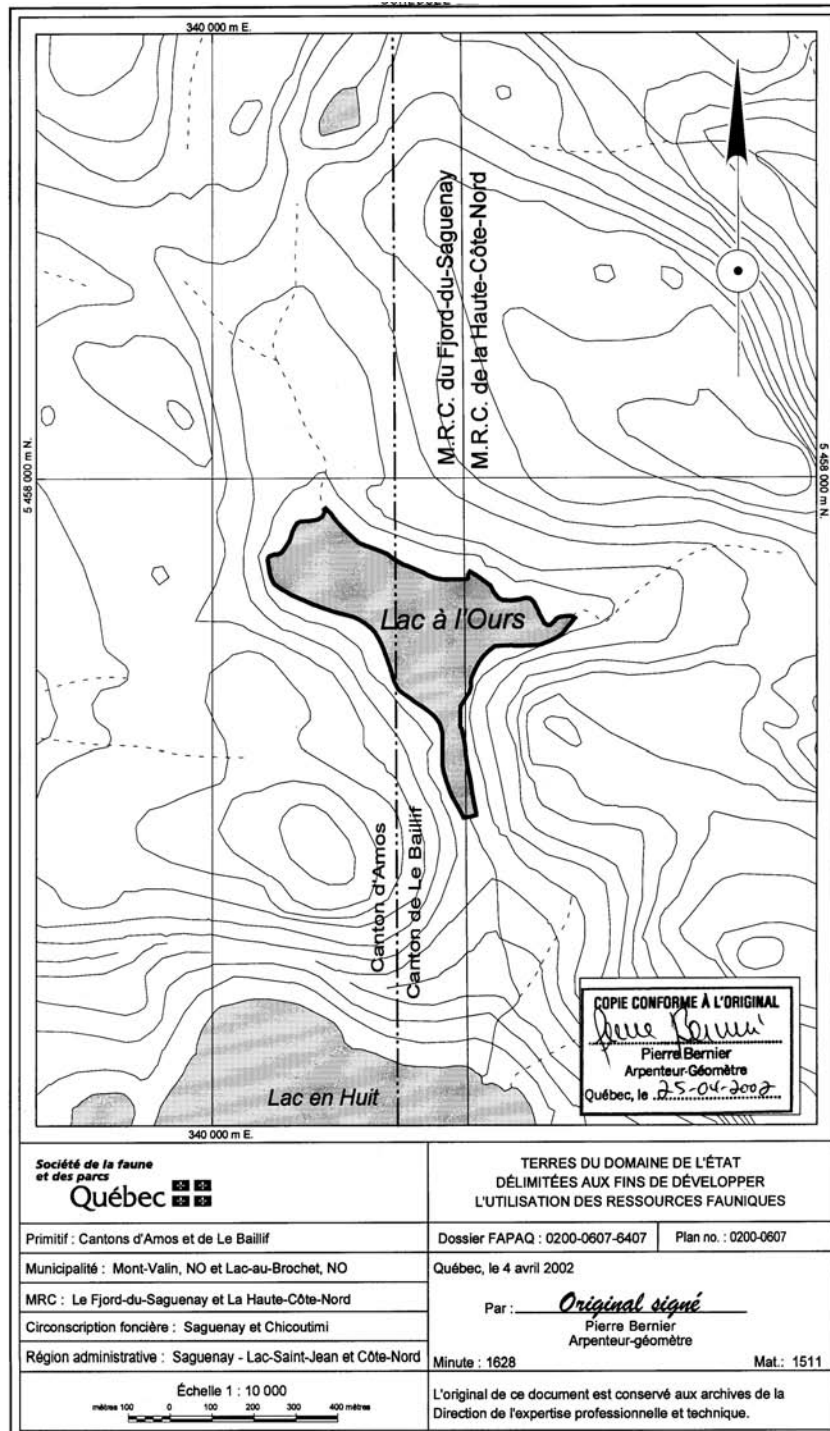 340 000 m E.
M.R.C. du Fjord-du-Saguenay
M.R.C. de la Haute-Côte-Nord
5 458 000 m N.
5 458 000 m N.
Lac à l'Ours
Canton d'Amos
Canton de Le Baillif
Lac en Huit
COPIE CONFORME À L'ORIGINAL
Pierre Bernier
Arpenteur-Géomètre
Québec, le 25-04-2002
340 000 m E.
Société de la faune
et des parcs
Québec
TERRES DU DOMAINE DE L'ÉTAT
DÉLIMITÉES AUX FINS DE DÉVELOPPER
L'UTILISATION DES RESSOURCES FAUNIQUES
Primitif : Cantons d'Amos et de Le Baillif
Dossier FAPAQ : 0200-0607-6407
Plan no. : 0200-0607
Municipalité : Mont-Valin, NO et Lac-au-Brochet, NO
MRC : Le Fjord-du-Saguenay et La Haute-Côte-Nord
Circonscription foncière : Saguenay et Chicoutimi
Région administrative : Saguenay - Lac-Saint-Jean et Côte-Nord
Québec, le 4 avril 2002
Par : Original signé
Pierre Bernier
Arpenteur-géomètre
Minute : 1628 Mat.: 1511
Échelle 1 : 10 000
mètres 100 0 100 200 300 400 mètres
L'original de ce document est conservé aux archives de la
Direction de l'expertise professionnelle et technique.